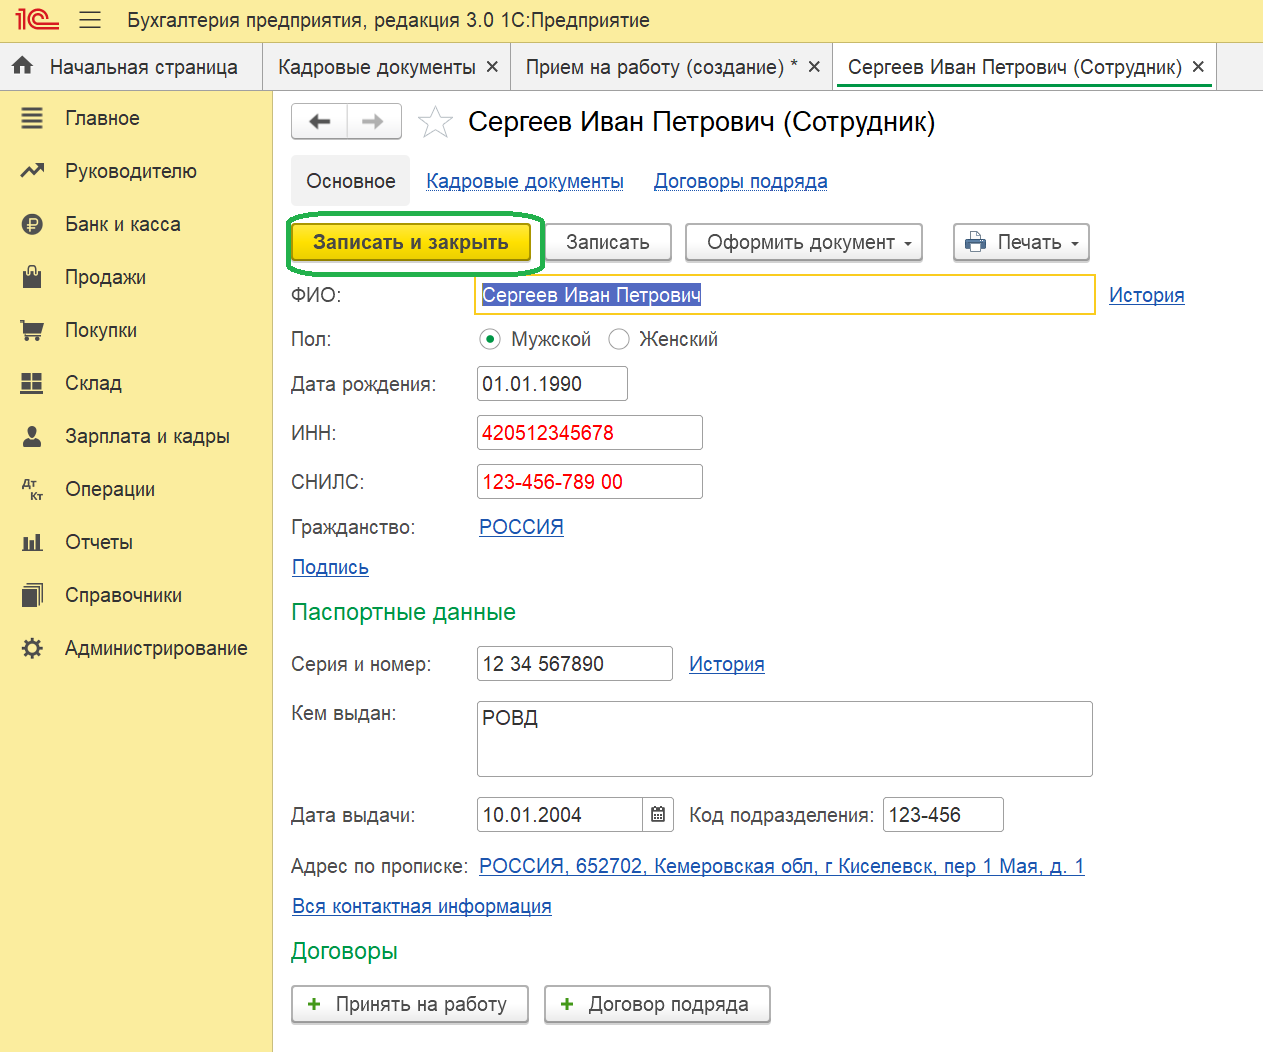 1С Бухгалтерия предприятия, редакция 3.0 1С:Предприятие
Начальная страница Кадровые документы × Прием на работу (создание) * × Сергеев Иван Петрович (Сотрудник) ×
Главное
Руководителю
Банк и касса
Продажи
Покупки
Склад
Зарплата и кадры
Дт Кт Операции
Отчеты
Справочники
Администрирование
Сергеев Иван Петрович (Сотрудник)
Основное Кадровые документы Договоры подряда
Записать и закрыть Записать Оформить документ Печать
ФИО: Сергеев Иван Петрович История
Пол: Мужской Женский
Дата рождения: 01.01.1990
ИНН: 420512345678
СНИЛС: 123-456-789 00
Гражданство: РОССИЯ
Подпись
Паспортные данные
Серия и номер: 12 34 567890 История
Кем выдан: РОВД
Дата выдачи: 10.01.2004 Код подразделения: 123-456
Адрес по прописке: РОССИЯ, 652702, Кемеровская обл, г Киселевск, пер 1 Мая, д. 1
Вся контактная информация
Договоры
+ Принять на работу + Договор подряда